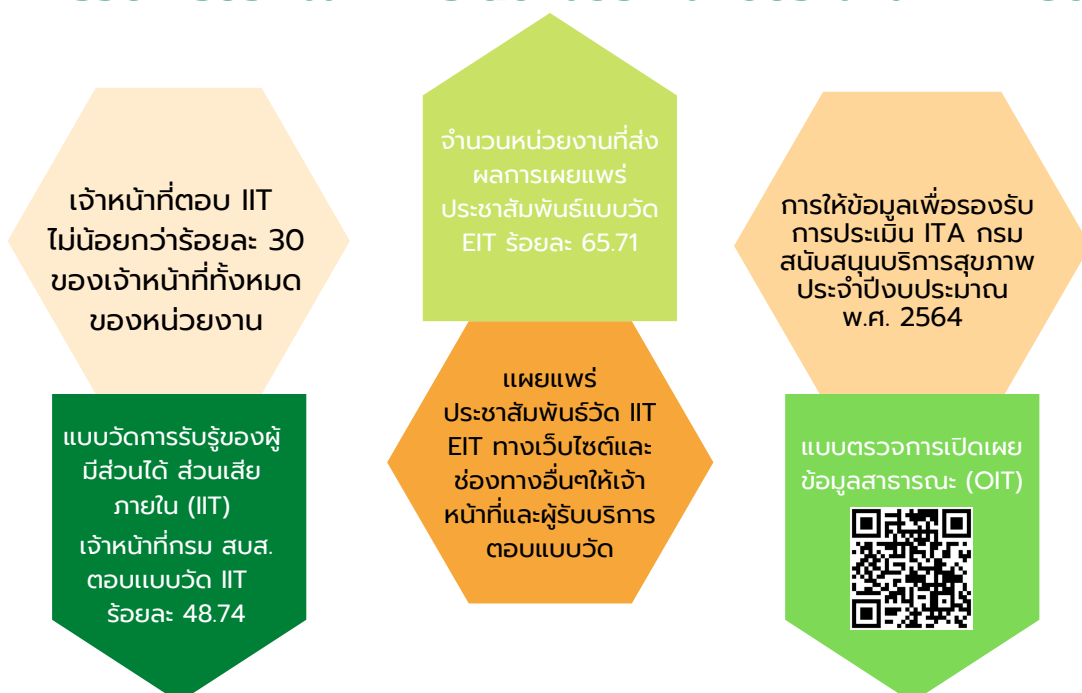 เจ้าหน้าที่ตอบ IIT
ไม่น้อยกว่าร้อยละ 30
ของเจ้าหน้าที่ทั้งหมด
ของหน่วยงาน
แบบวัดการรับรู้ของผู้
มีส่วนได้ ส่วนเสีย
ภายใน (IIT)
เจ้าหน้าที่กรม สบส.
ตอบแบบวัด IIT
ร้อยละ 48.74
จำนวนหน่วยงานที่ส่ง
ผลการเผยแพร่
ประชาสัมพันธ์แบบวัด
EIT ร้อยละ 65.71
เผยแพร่
ประชาสัมพันธ์วัด IIT
EIT ทางเว็บไซต์และ
ช่องทางอื่นๆให้เจ้า
หน้าที่และผู้รับบริการ
ตอบแบบวัด
การให้ข้อมูลเพื่อรองรับ
การประเมิน ITA กรม
สนับสนุนบริการสุขภาพ
ประจำปีงบประมาณ
พ.ศ. 2564
แบบตรวจการเปิดเผย
ข้อมูลสาธารณะ (OIT)